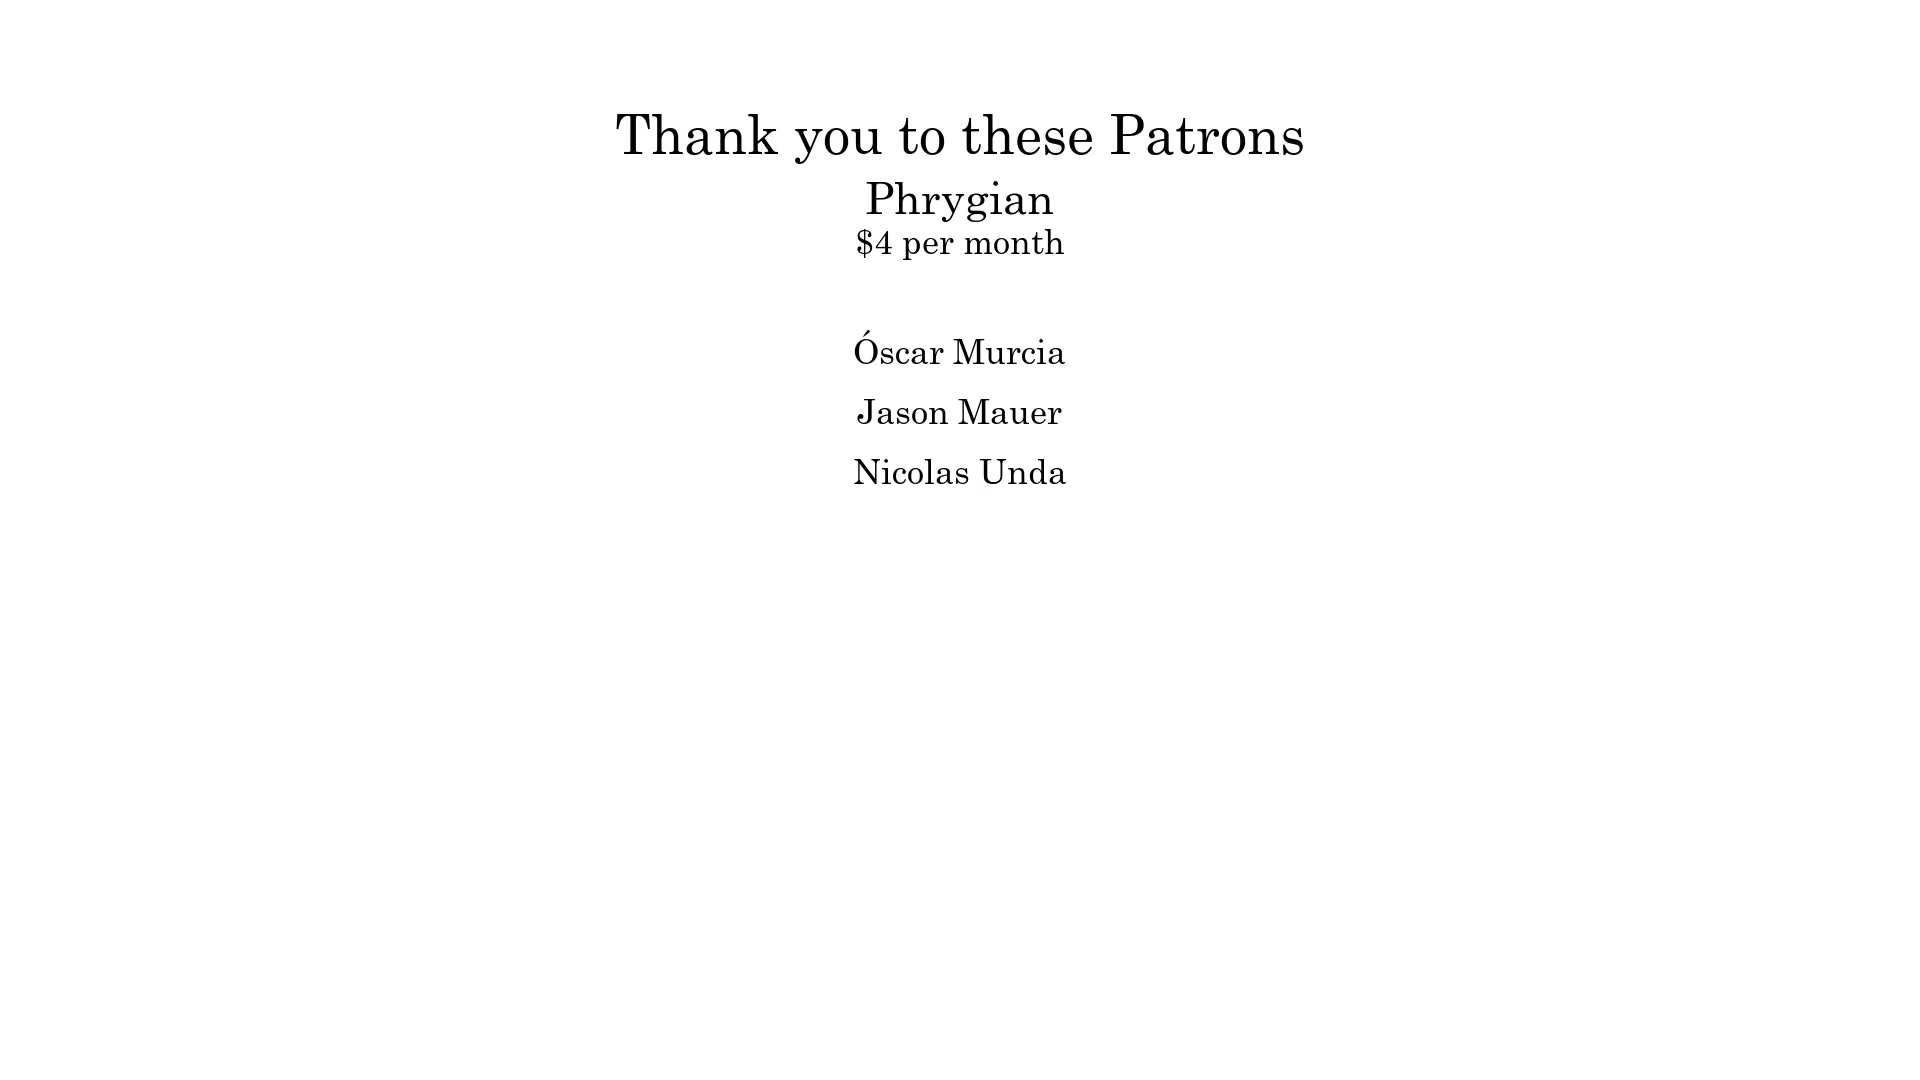 Thank you to these Patrons
Phrygian
$4 per month
Óscar Murcia
Jason Mauer
Nicolas Unda